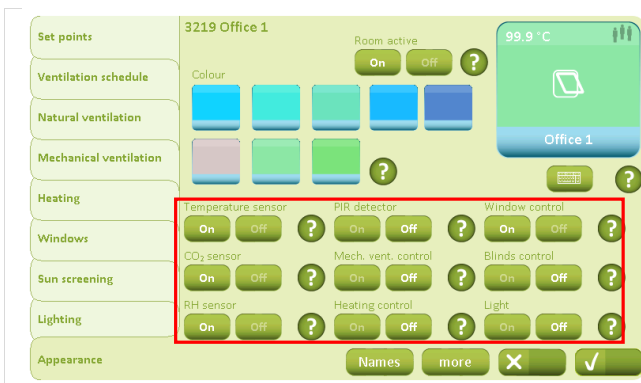 3219 Office 1
Set points
Ventilation schedule
Natural ventilation
Mechanical ventilation
Heating
Windows
Sun screening
Lighting
Appearance
Room active
On Off ?
Colour
?
99.9 °C
Office 1
?
Temperature sensor PIR detector Window control
On Off ? On Off ? On Off ?
CO₂ sensor Mech. vent. control Blinds control
On Off ? On Off ? On Off ?
RH sensor Heating control Light
On Off ? On Off ? On Off ?
Names more